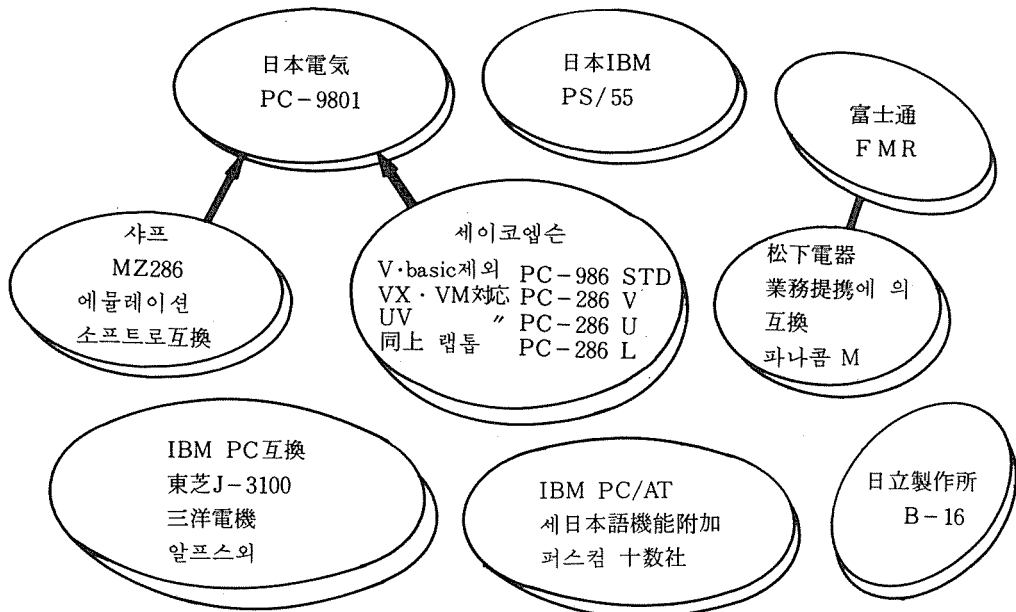 日本電気
PC-9801
日本IBM
PS/55
富士通
FMR
샤프
MZ286
에뮬레이션
소프트로互換
세이코엡슨
V·basic제외 PC-986 STD
VX·VM対応 PC-286 V
UV 〃 PC-286 U
同上 랩톱 PC-286 L
松下電器
業務提携에 의
互換
파나콤 M
IBM PC互換
東芝J-3100
三洋電機
알프스외
IBM PC/AT
세日本語機能附加
퍼스컴 十数社
日立製作所
B-16